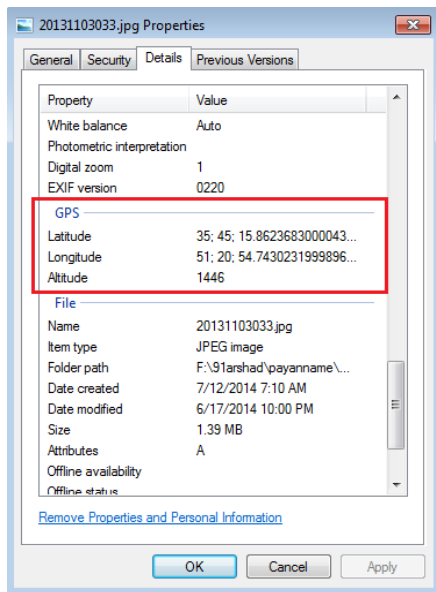 20131103033.jpg Properties
General Security Details Previous Versions
Property Value
White balance Auto
Photometric interpretation
Digital zoom 1
EXIF version 0220
GPS
Latitude 35; 45; 15.8623683000043...
Longitude 51; 20; 54.7430231999896...
Altitude 1446
File
Name 20131103033.jpg
Item type JPEG image
Folder path F:\91arshad\payanname\...
Date created 7/12/2014 7:10 AM
Date modified 6/17/2014 10:00 PM
Size 1.39 MB
Attributes A
Offline availability
Offline status
Remove Properties and Personal Information
OK Cancel Apply